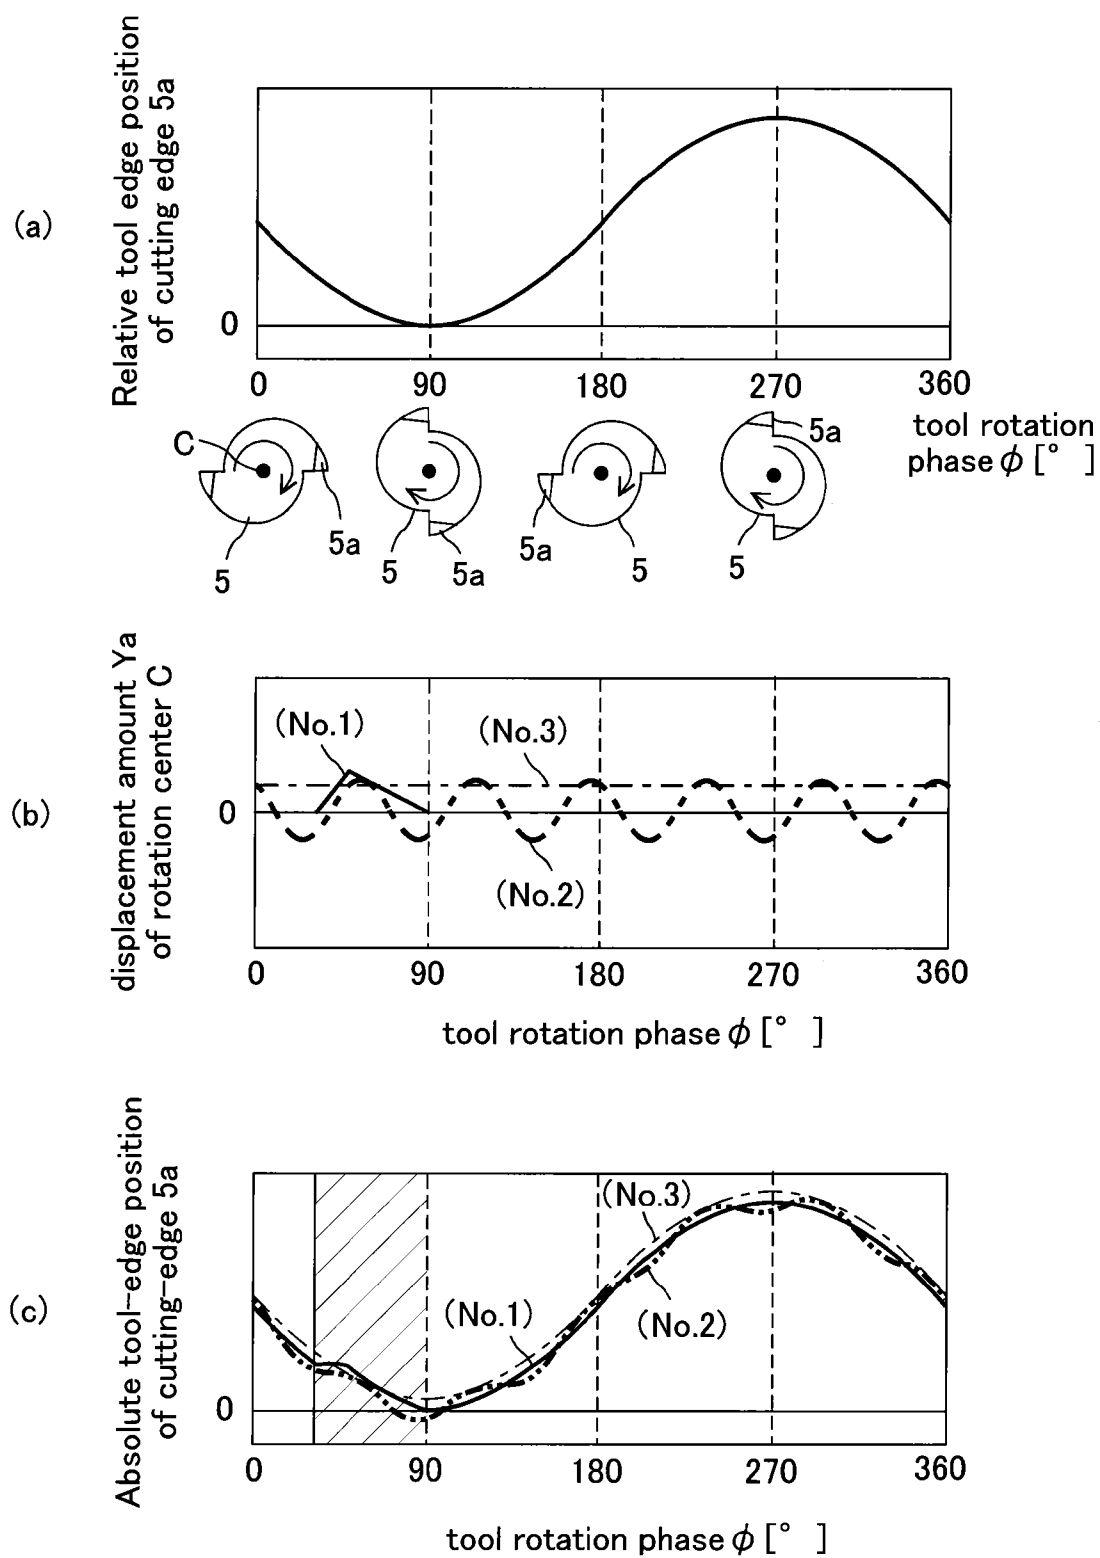 (a)
Relative tool edge position
of cutting edge 5a
0
0 90 180 270 360
tool rotation
phase ϕ [° ]
C
5a
5
5
5a
5a
5
5a
5
(b)
displacement amount Ya
of rotation center C
(No.1)
(No.3)
0
(No.2)
0 90 180 270 360
tool rotation phase ϕ [° ]
(c)
Absolute tool-edge position
of cutting-edge 5a
(No.3)
(No.1)
(No.2)
0
0 90 180 270 360
tool rotation phase ϕ [° ]